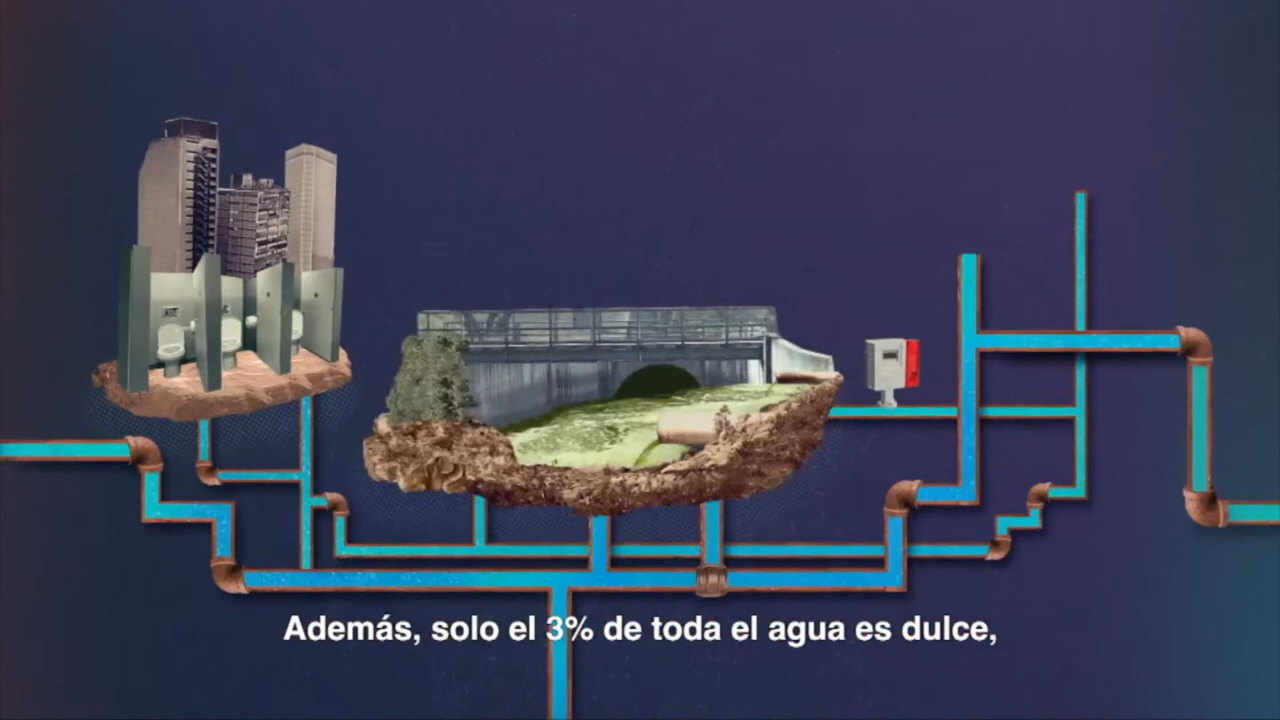 Además, solo el 3% de toda el agua es dulce,